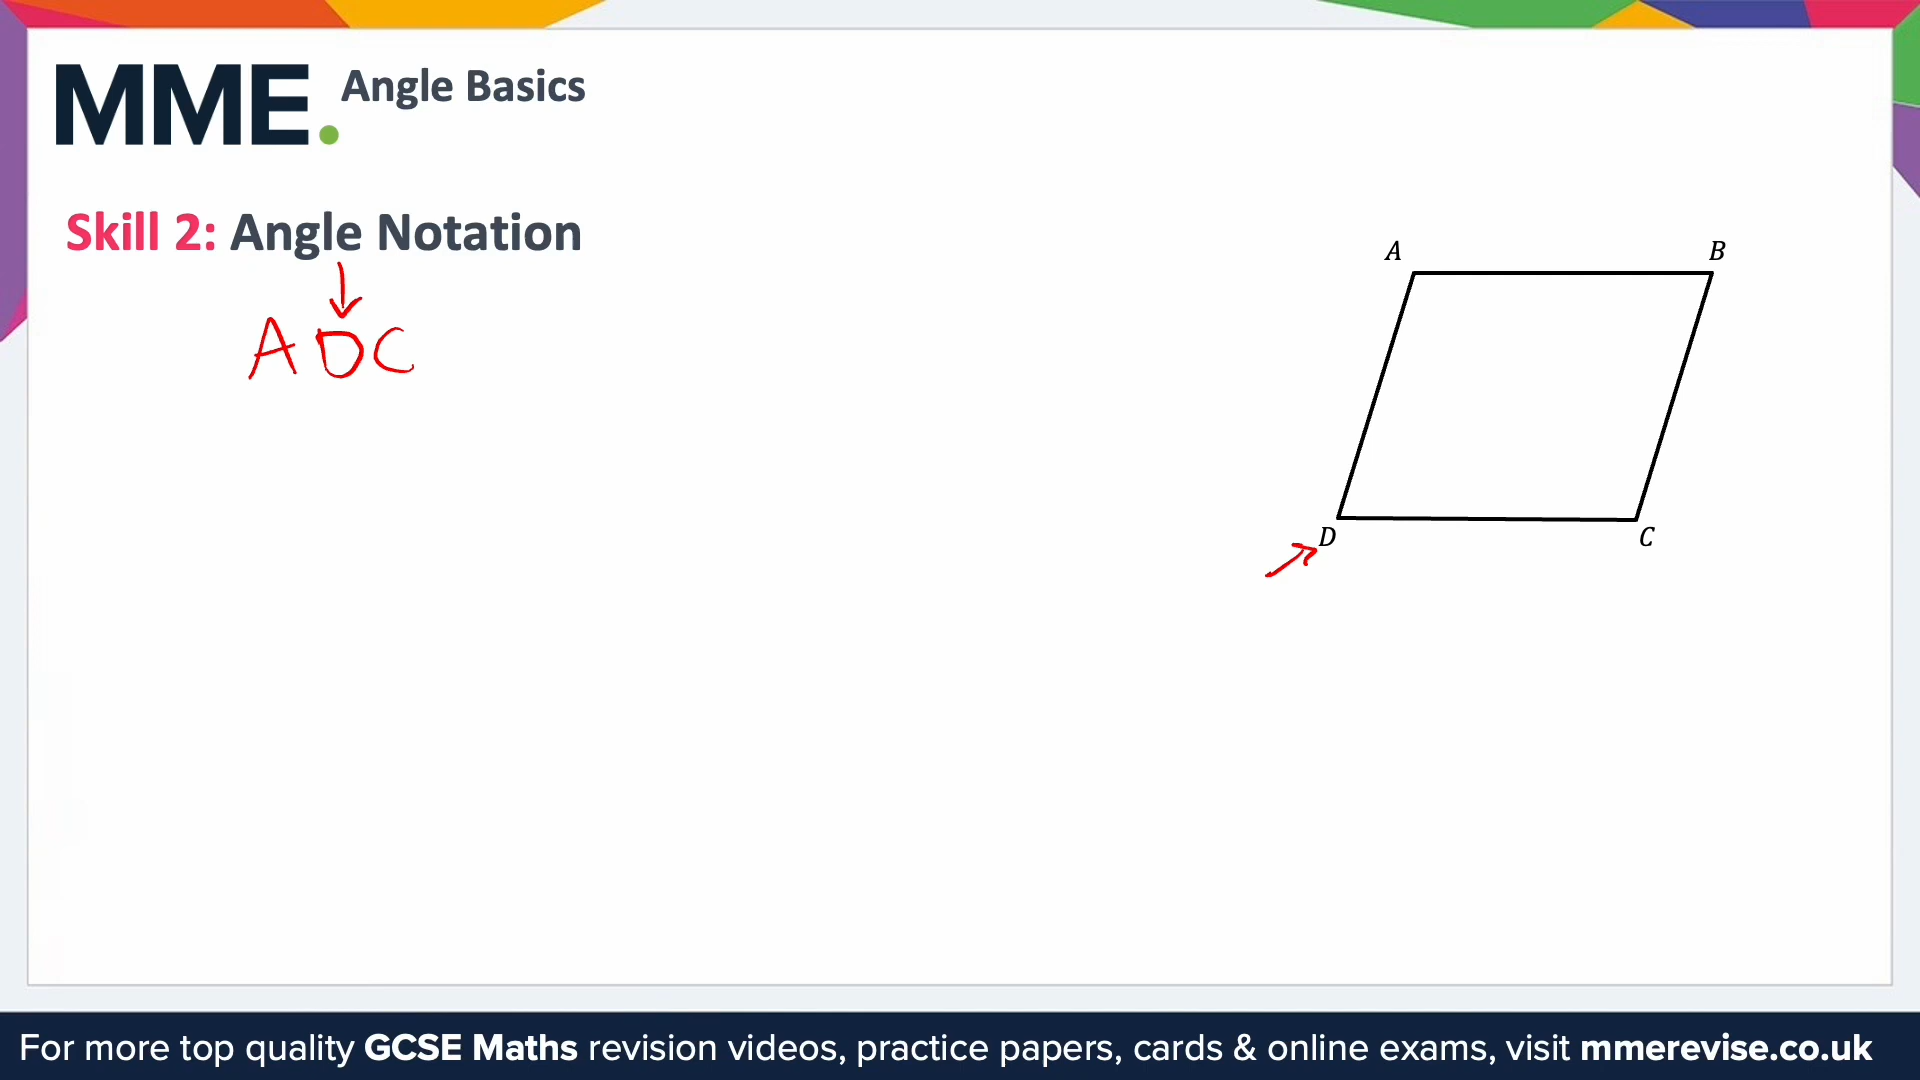 MME. Angle Basics
Skill 2: Angle Notation
ADC
A B
D C
For more top quality GCSE Maths revision videos, practice papers, cards & online exams, visit mmerevise.co.uk